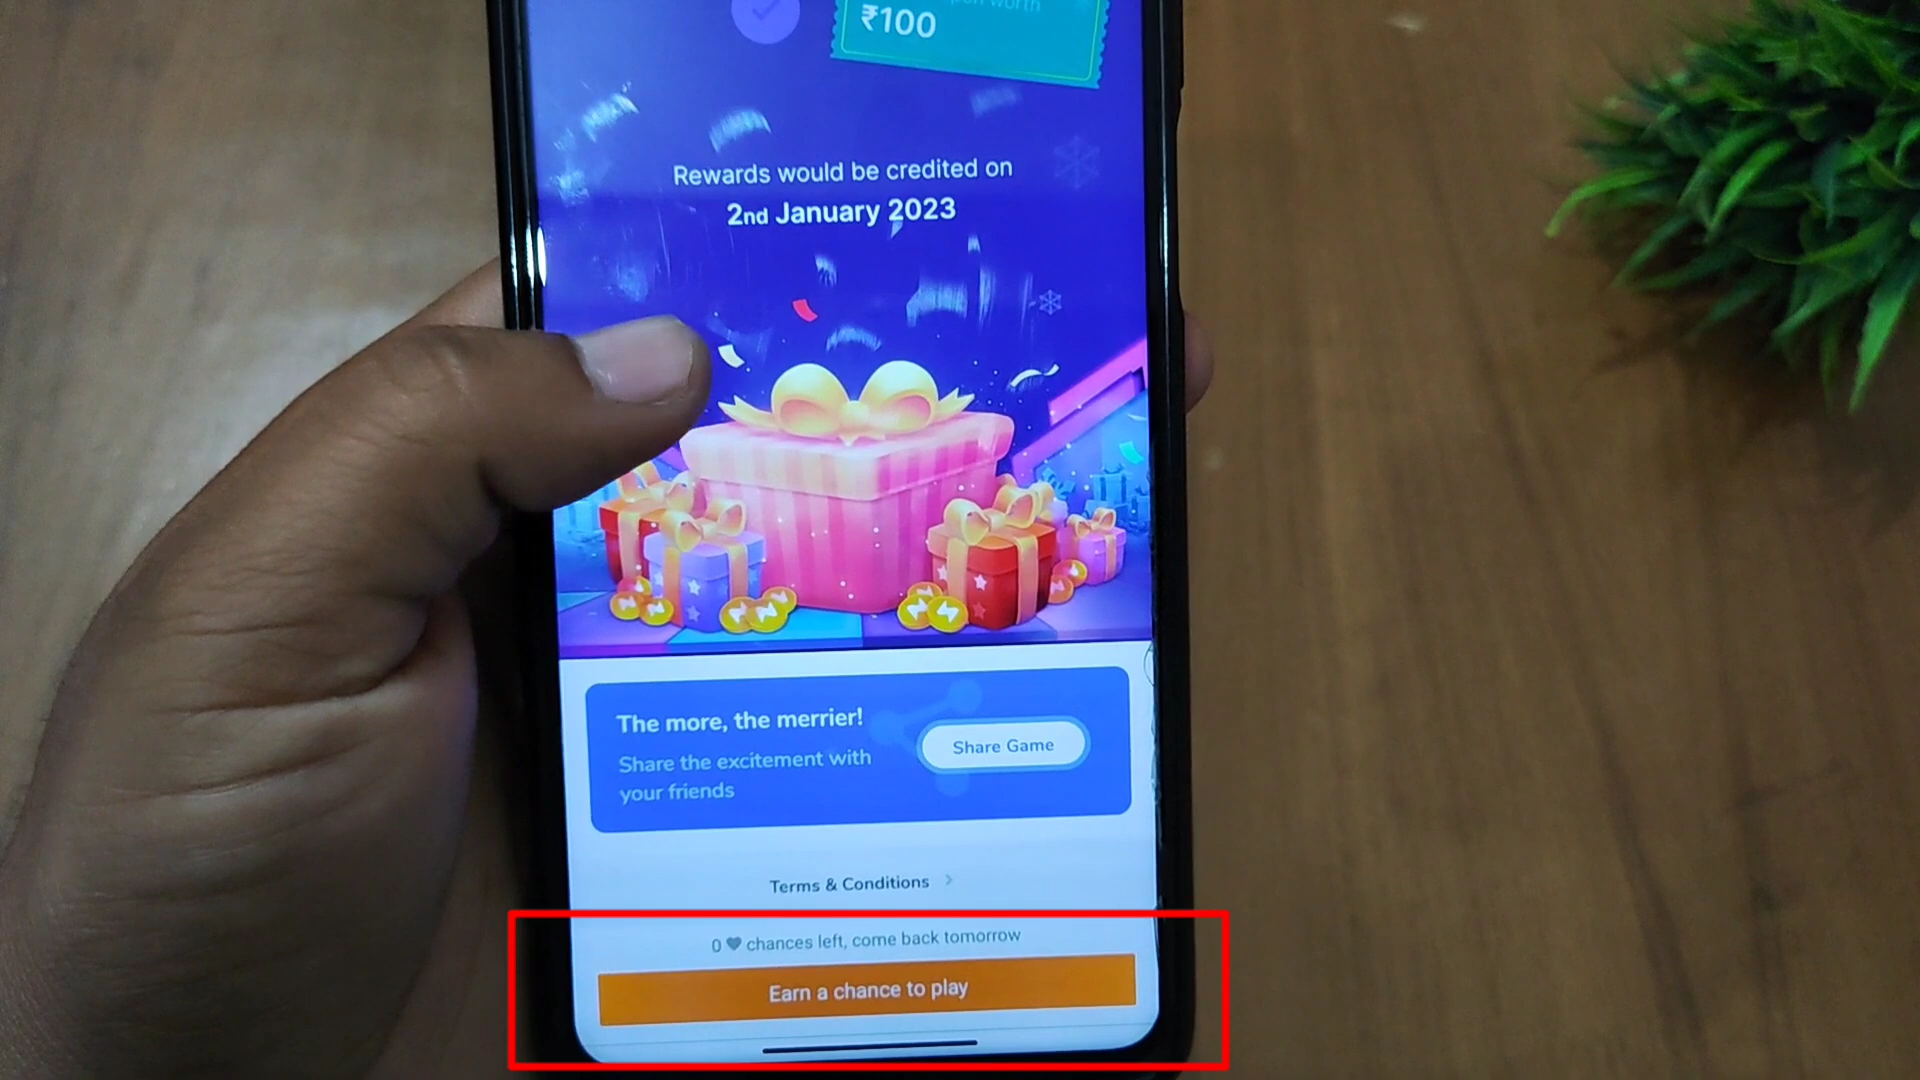 worth
₹100
Rewards would be credited on
2nd January 2023
The more, the merrier!
Share the excitement with
your friends
Share Game
Terms & Conditions >
0 ♥ chances left, come back tomorrow
Earn a chance to play